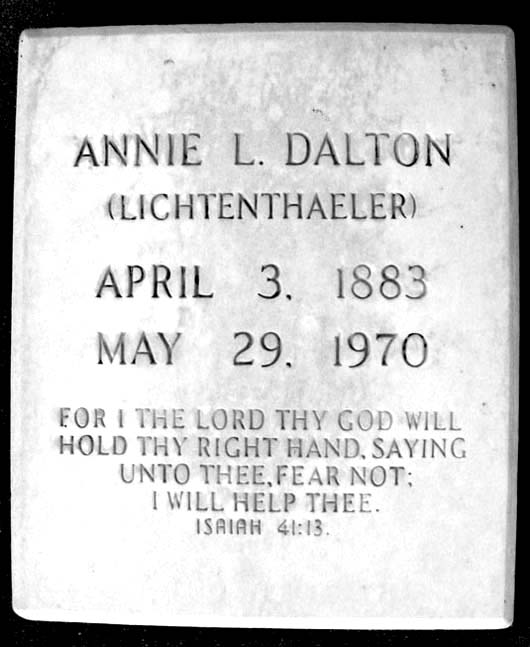 ANNIE L. DALTON
(LICHTENTHAELER)
APRIL 3, 1883
MAY 29, 1970
FOR I THE LORD THY GOD WILL
HOLD THY RIGHT HAND, SAYING
UNTO THEE, FEAR NOT;
I WILL HELP THEE.
ISAIAH 41:13.